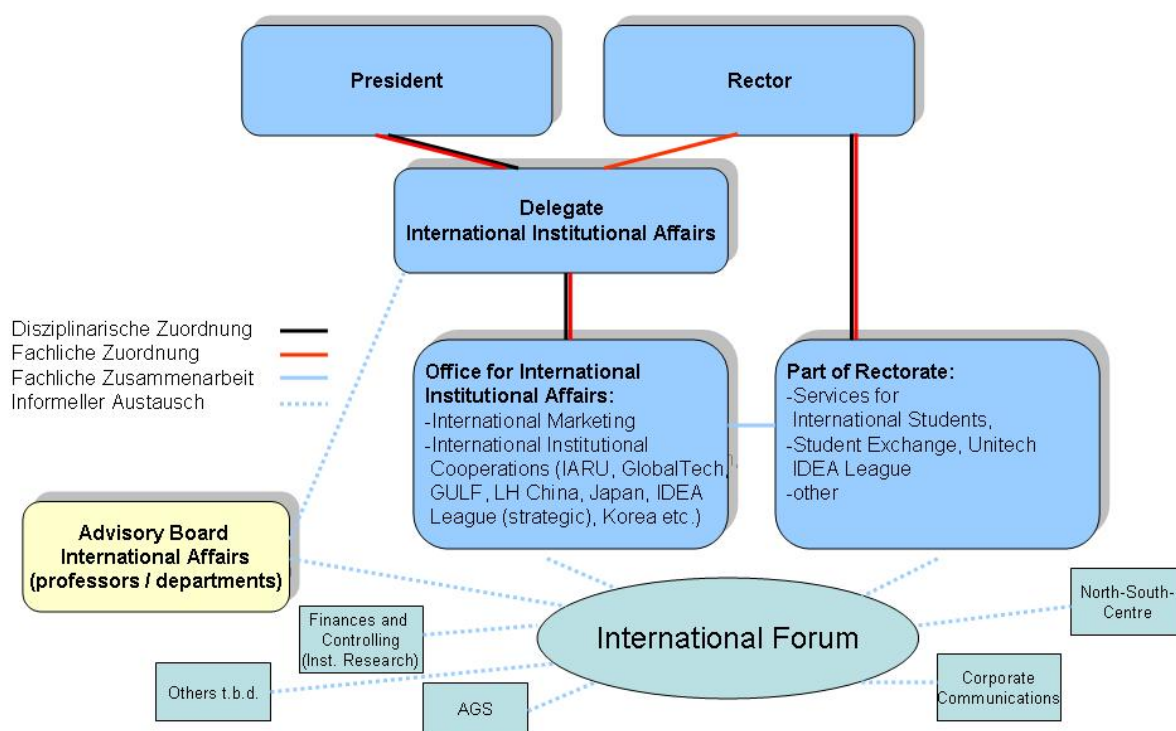 President
Rector
Delegate
International Institutional Affairs
Disziplinarische Zuordnung
Fachliche Zuordnung
Fachliche Zusammenarbeit
Informeller Austausch
Office for International
Institutional Affairs:
-International Marketing
-International Institutional
Cooperations (IARU, GlobalTech,
GULF, LH China, Japan, IDEA
League (strategic), Korea etc.)
Part of Rectorate:
-Services for
International Students,
-Student Exchange, Unitech
IDEA League
-other
Advisory Board
International Affairs
(professors / departments)
Finances and
Controlling
(Inst. Research)
Others t.b.d.
AGS
International Forum
North-South-
Centre
Corporate
Communications